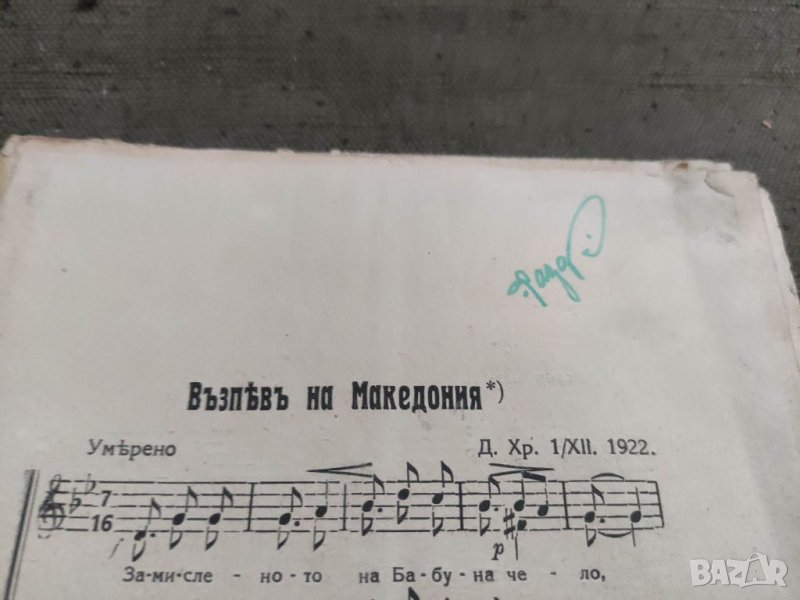 Възпѣвъ на Македония*)
Умѣрено
Д. Хр. 1/XII. 1922.
7
16
f
p
За-ми-сле - но-то на Ба-бу-на че - ло,
BAZAR